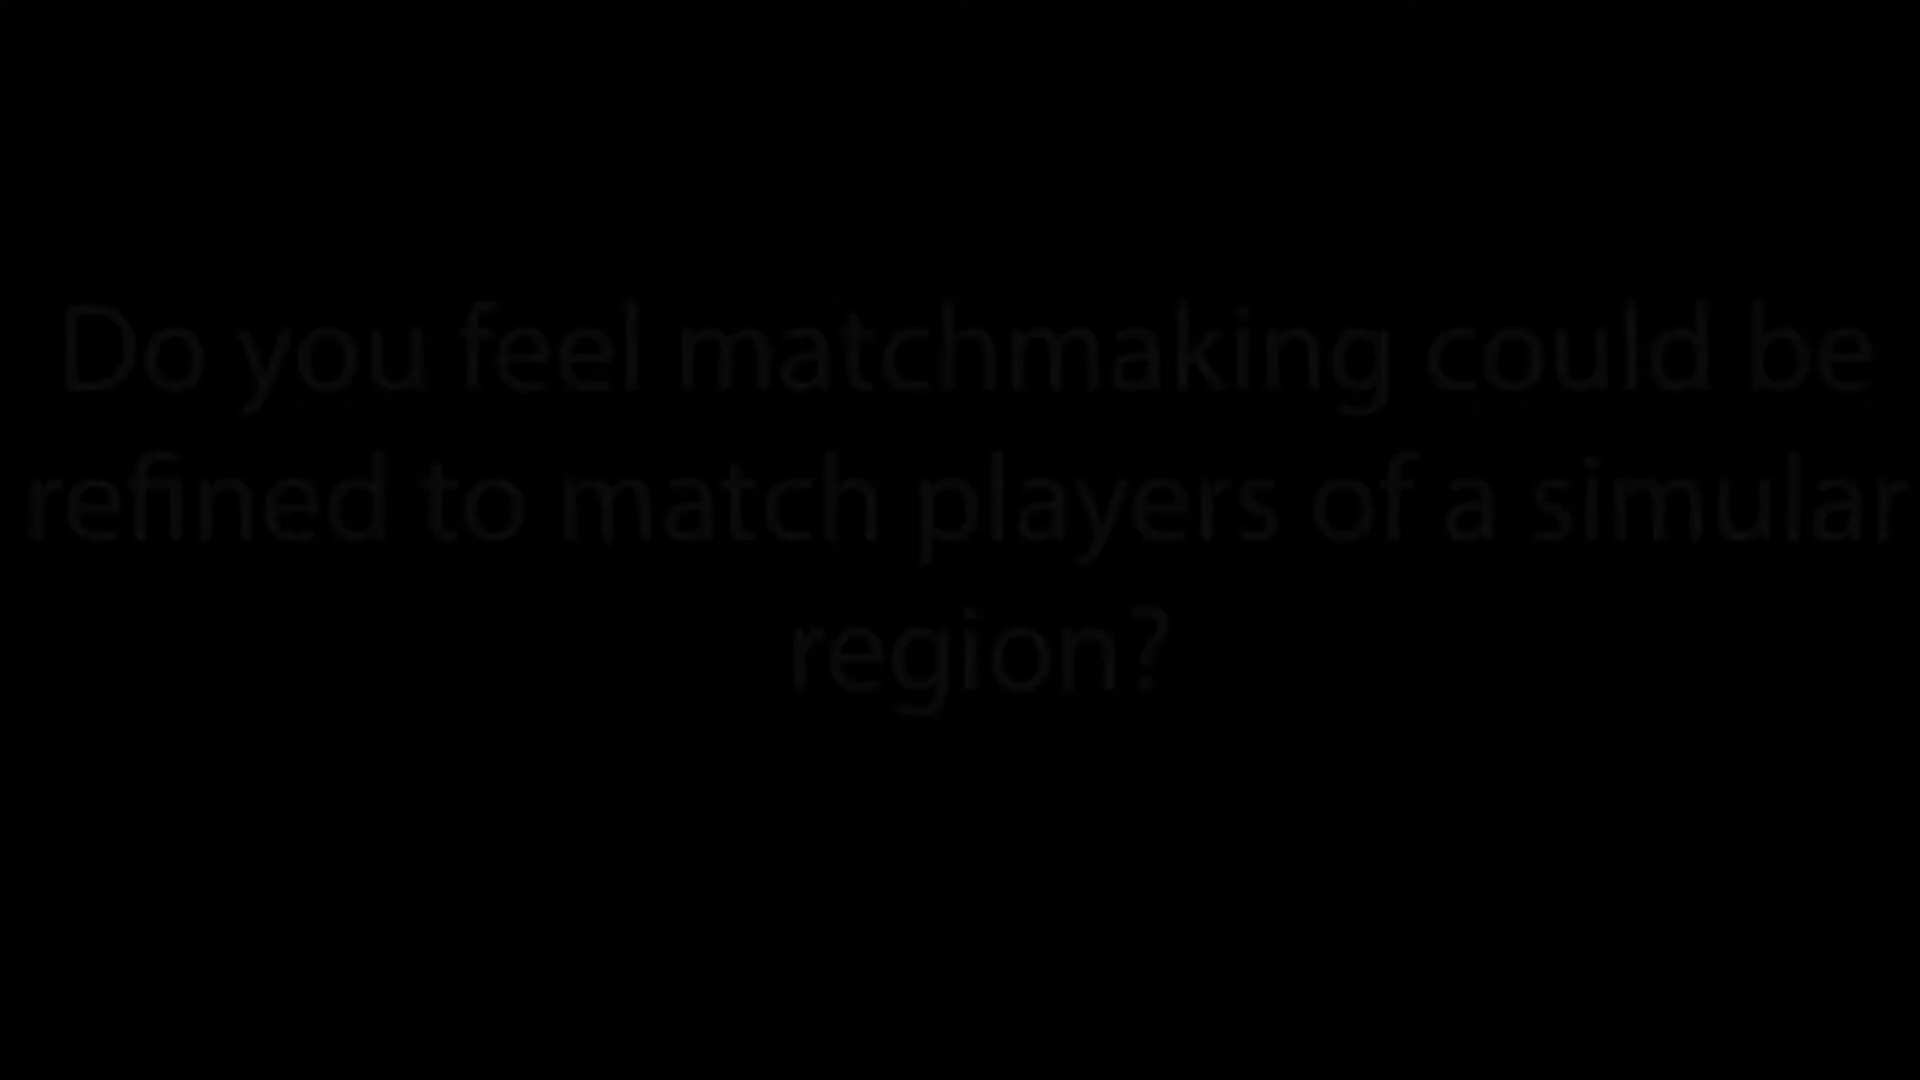 Do you feel matchmaking could be
refined to match players of a simular
region?